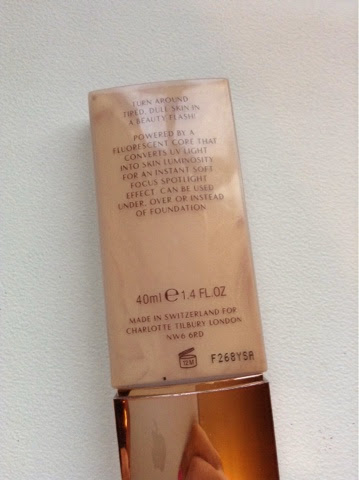 TURN AROUND
TIRED, DULL SKIN IN
A BEAUTY FLASH!
POWERED BY A
FLUORESCENT CORE THAT
CONVERTS UV LIGHT
INTO SKIN LUMINOSITY
FOR AN INSTANT SOFT
FOCUS SPOTLIGHT
EFFECT CAN BE USED
UNDER, OVER OR INSTEAD
OF FOUNDATION
40ml ℮ 1.4 FL.OZ
MADE IN SWITZERLAND FOR
CHARLOTTE TILBURY LONDON
NW6 6RD
12M
F268Y5A